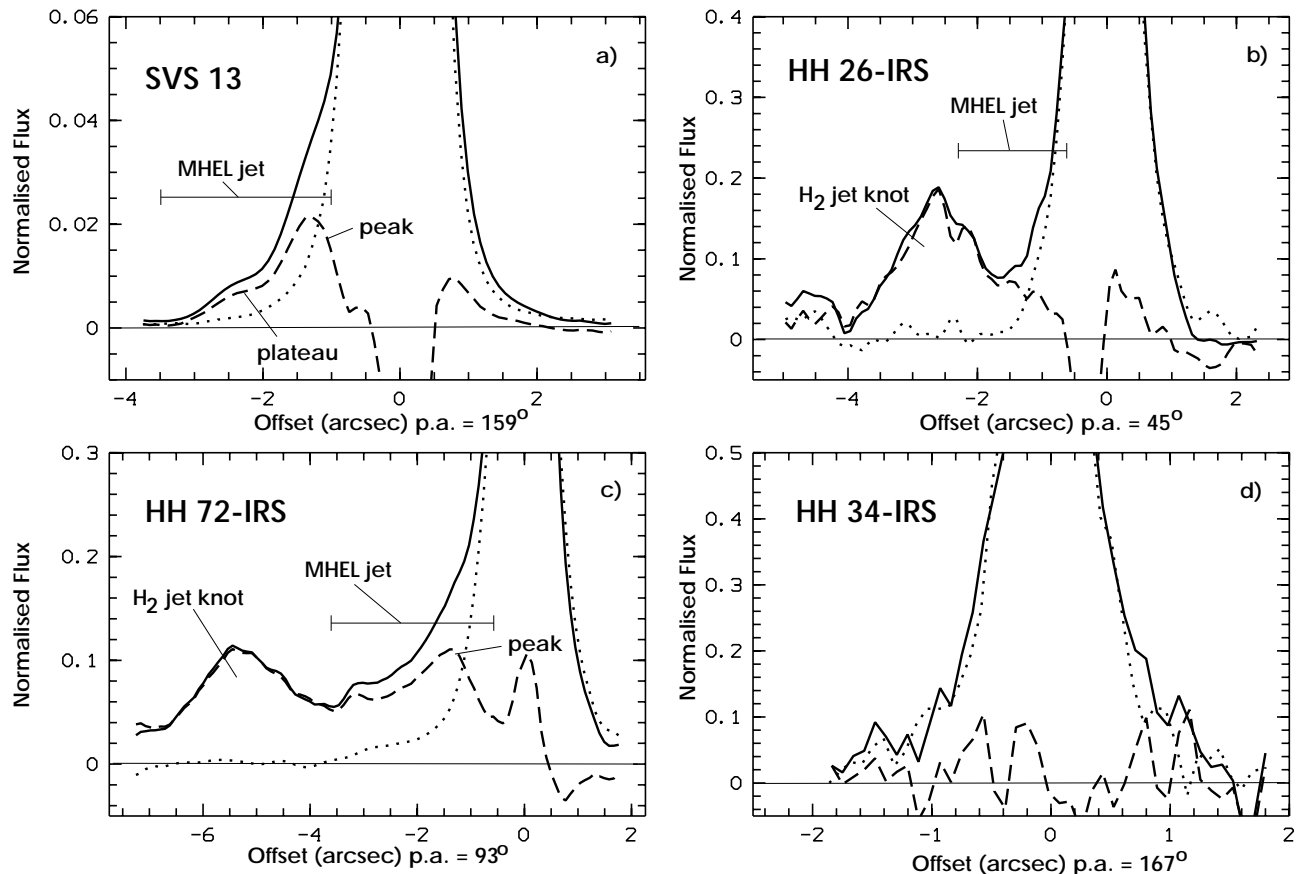 a)
SVS 13
MHEL jet
peak
plateau
Normalised Flux
0.06
0.04
0.02
0
-4 -2 0 2
Offset (arcsec) p.a. = 159°
b)
HH 26-IRS
MHEL jet
H2 jet knot
Normalised Flux
0.4
0.3
0.2
0.1
0
-5 -4 -3 -2 -1 0 1 2
Offset (arcsec) p.a. = 45°
c)
HH 72-IRS
MHEL jet
H2 jet knot
peak
Normalised Flux
0.3
0.2
0.1
0
-6 -4 -2 0 2
Offset (arcsec) p.a. = 93°
d)
HH 34-IRS
Normalised Flux
0.5
0.4
0.3
0.2
0.1
0
-2 -1 0 1 2
Offset (arcsec) p.a. = 167°